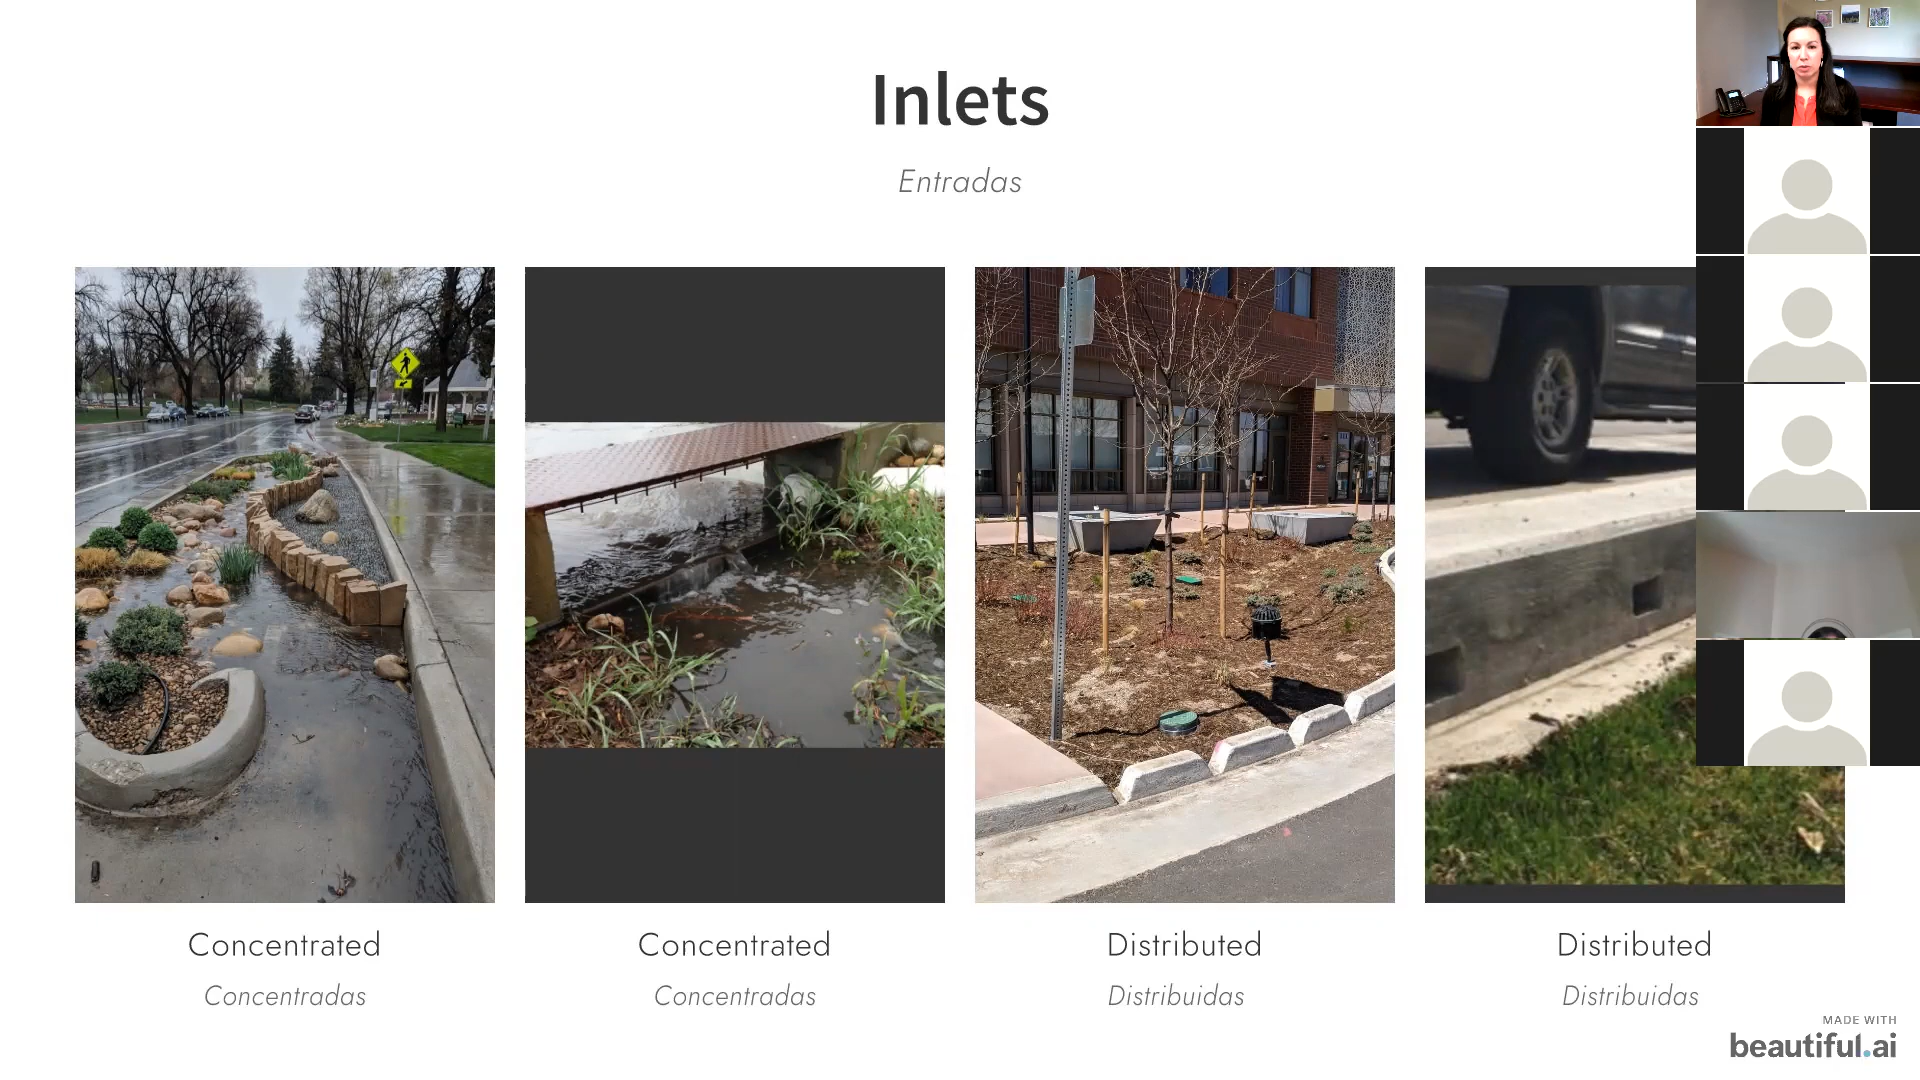 Inlets
Entradas
Concentrated
Concentradas
Concentrated
Concentradas
Distributed
Distribuidas
Distributed
Distribuidas
MADE WITH
beautiful.ai